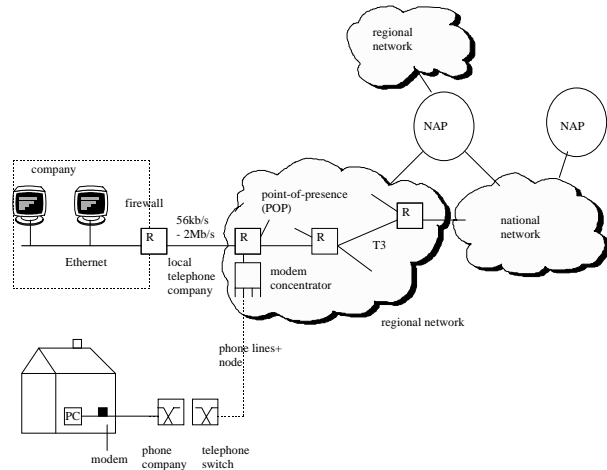 regional
network
NAP
NAP
company
firewall
56kb/s
- 2Mb/s
point-of-presence
(POP)
R
R
R
R
T3
national
network
Ethernet
local
telephone
company
modem
concentrator
regional network
phone lines+
node
PC
modem
phone
company
telephone
switch